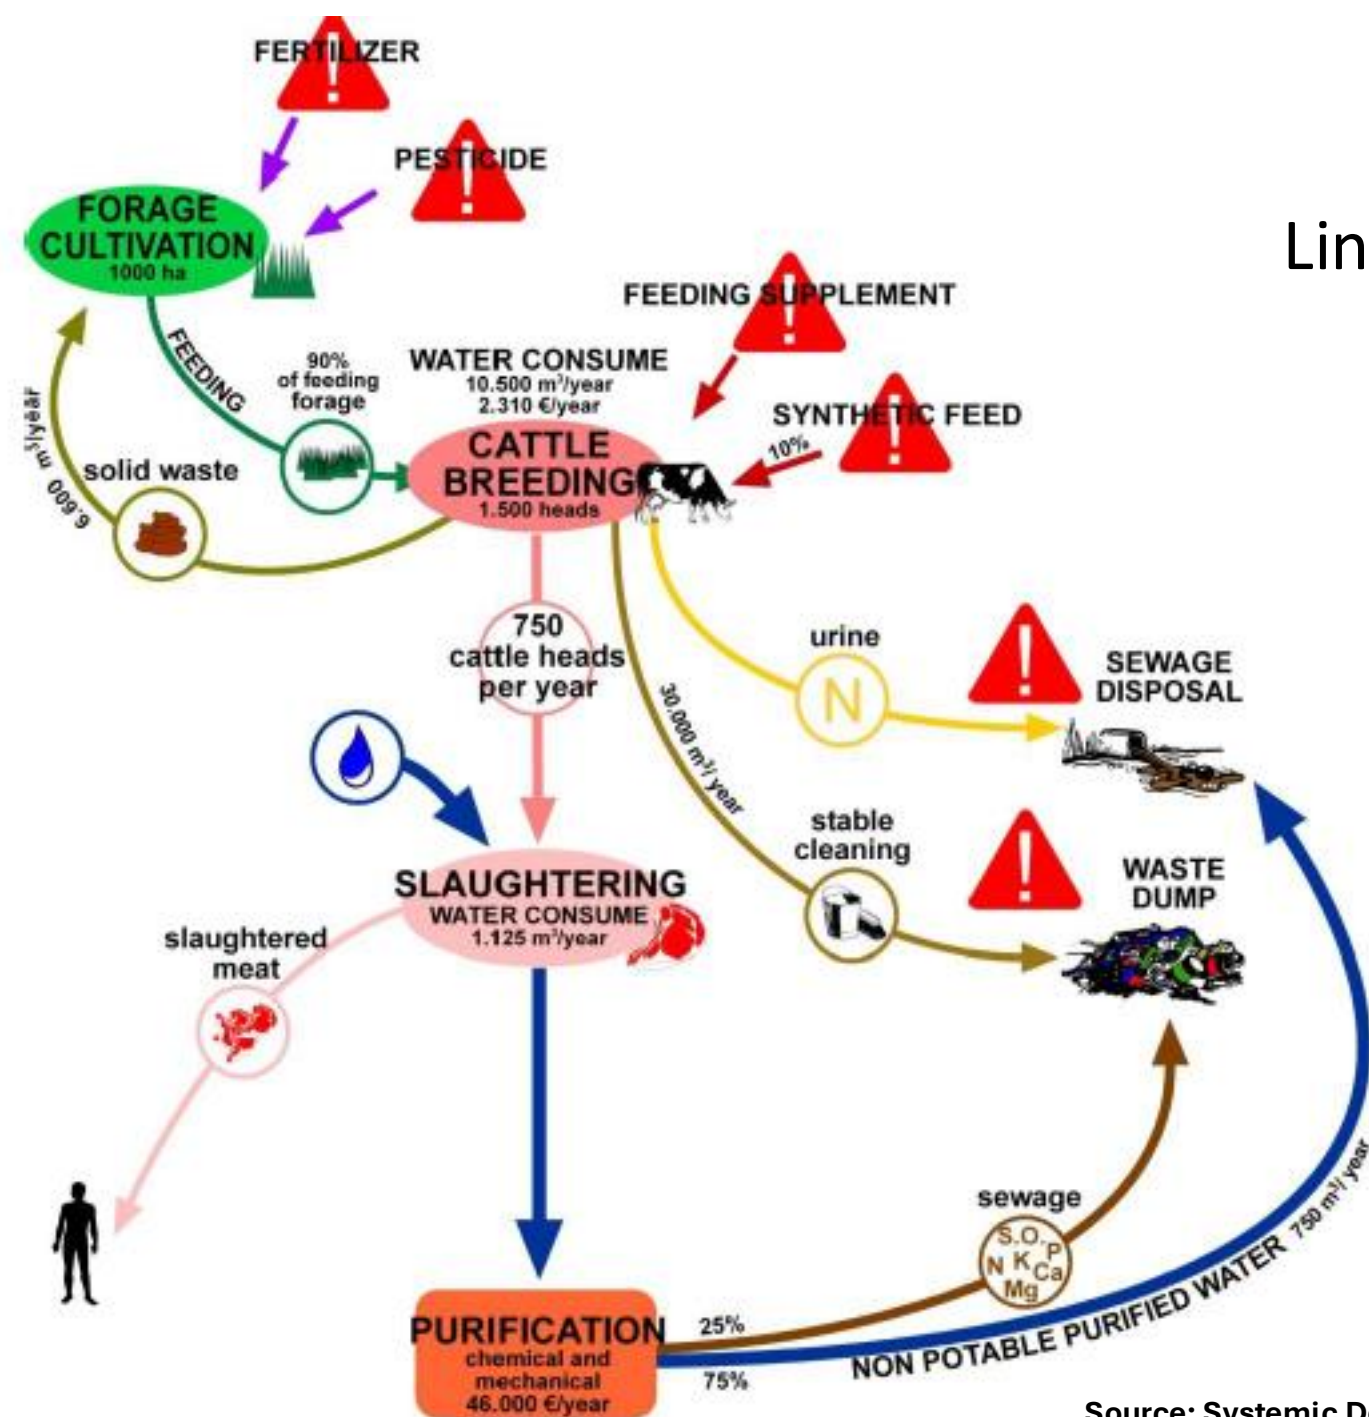 FERTILIZER
PESTICIDE
FORAGE
CULTIVATION
1000 ha
Lin
FEEDING SUPPLEMENT
FEEDING
90%
of feeding
forage
WATER CONSUME
10.500 m³/year
2.310 €/year
SYNTHETIC FEED
10%
CATTLE
BREEDING
1.500 heads
solid waste
6.600 m³/year
750
cattle heads
per year
urine
N
SEWAGE
DISPOSAL
30.000 m³/ year
stable
cleaning
WASTE
DUMP
SLAUGHTERING
WATER CONSUME
1.125 m³/year
slaughtered
meat
sewage
S.O. P
N K Ca
Mg
PURIFICATION
chemical and
mechanical
46.000 €/year
25%
75%
NON POTABLE PURIFIED WATER 750 m³/ year
Source: Systemic D